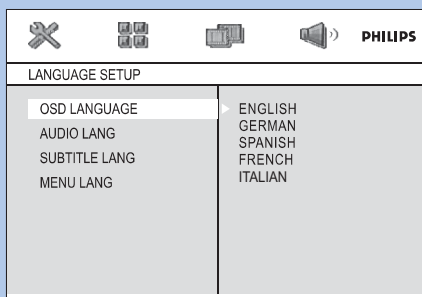 PHILIPS
LANGUAGE SETUP
OSD LANGUAGE
AUDIO LANG
SUBTITLE LANG
MENU LANG
ENGLISH
GERMAN
SPANISH
FRENCH
ITALIAN